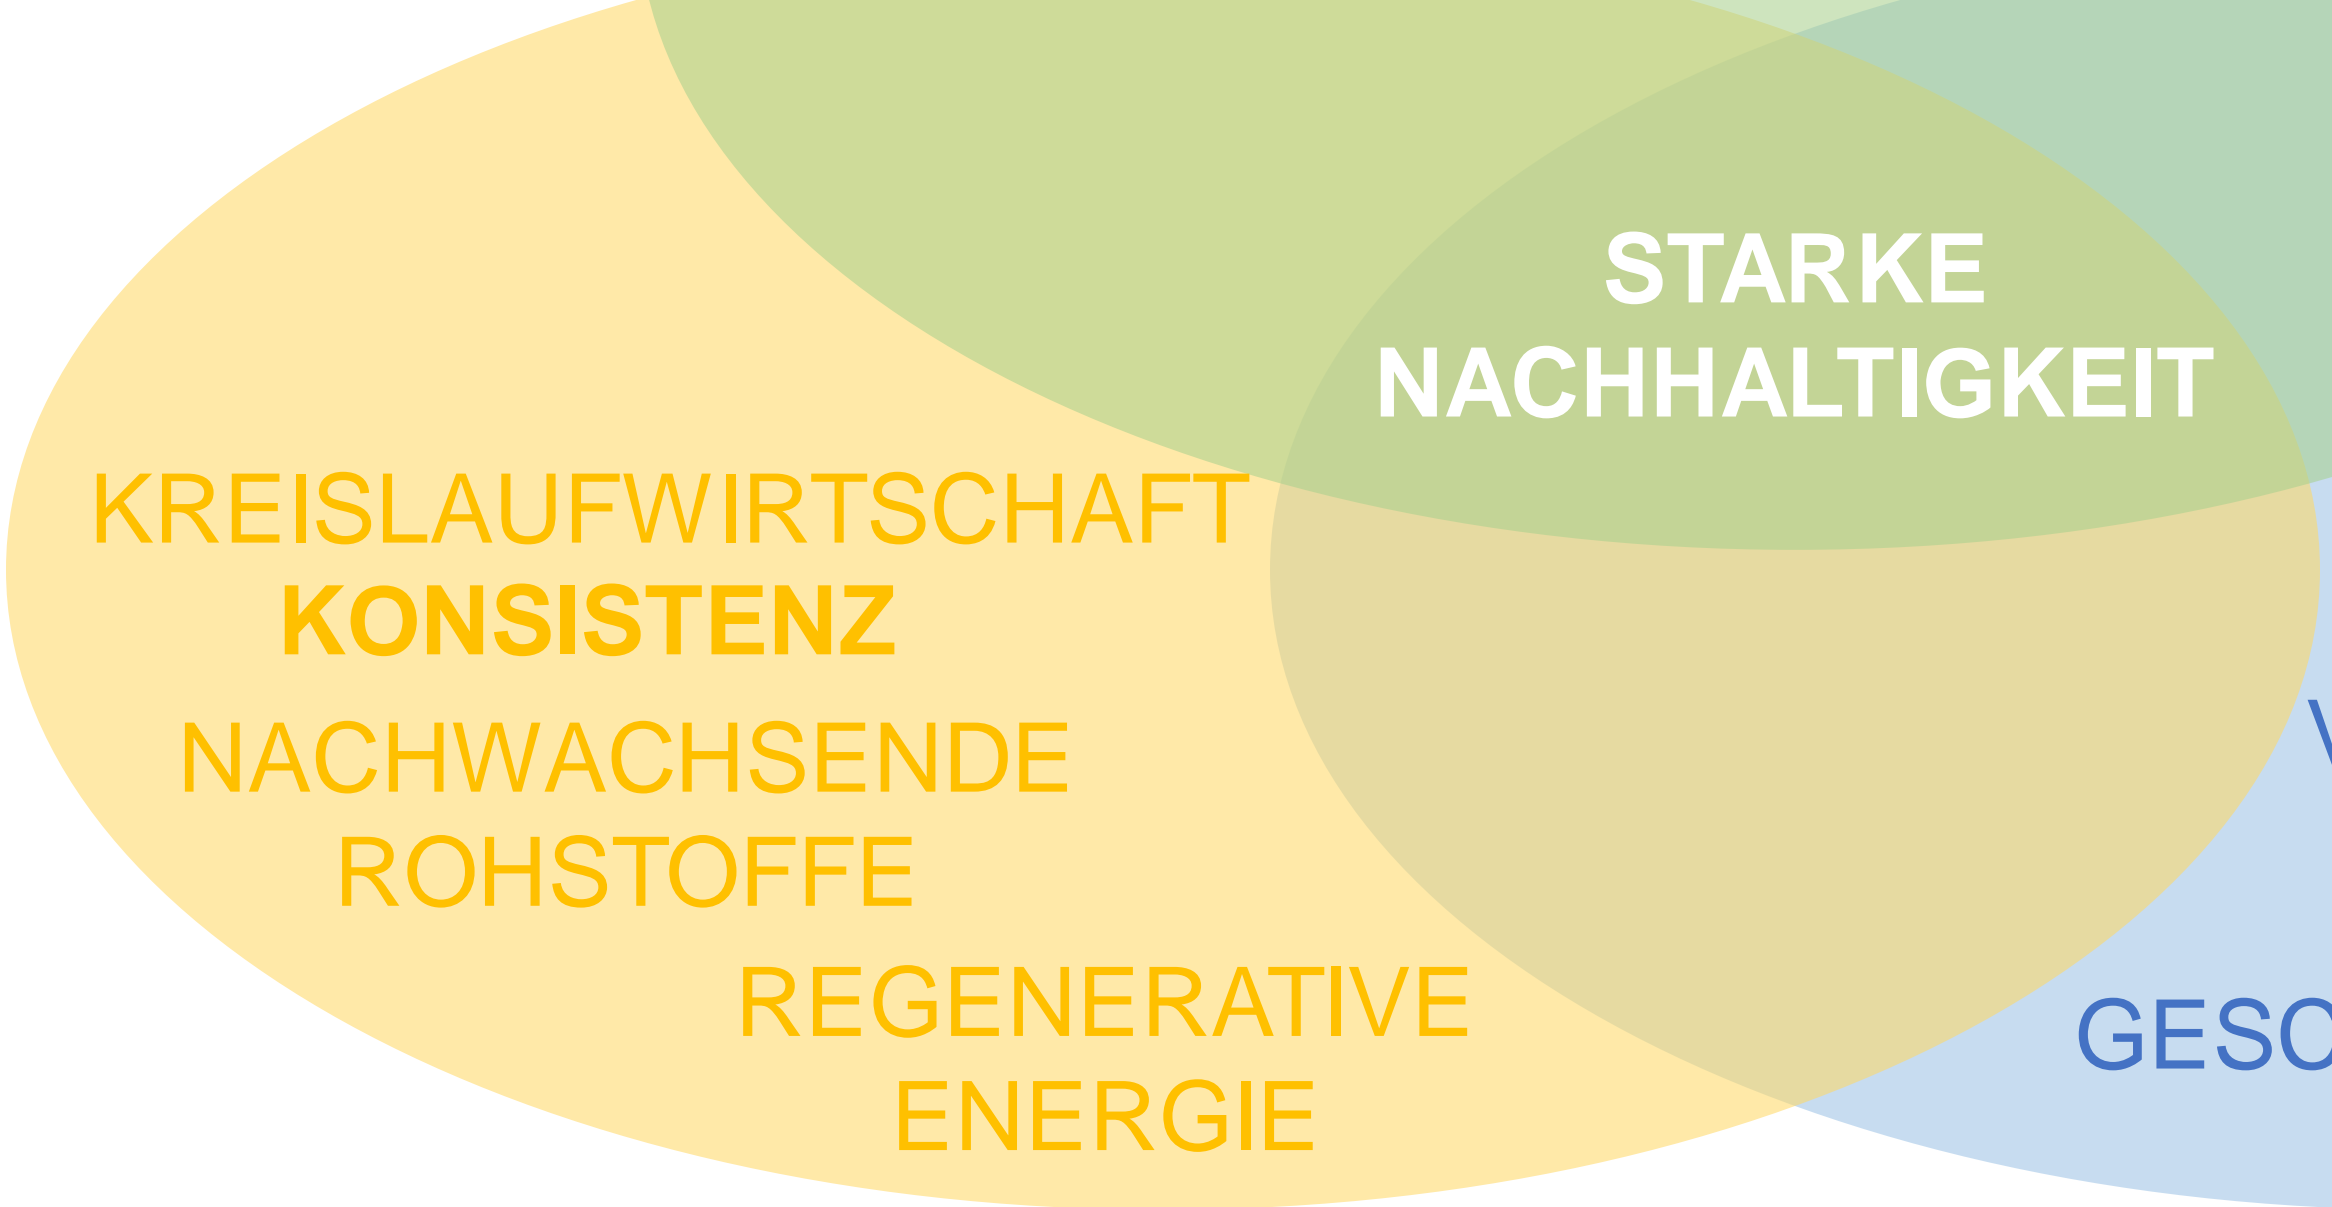 STARKE
NACHHALTIGKEIT
KREISLAUFWIRTSCHAFT
KONSISTENZ
NACHWACHSENDE
ROHSTOFFE
REGENERATIVE
ENERGIE